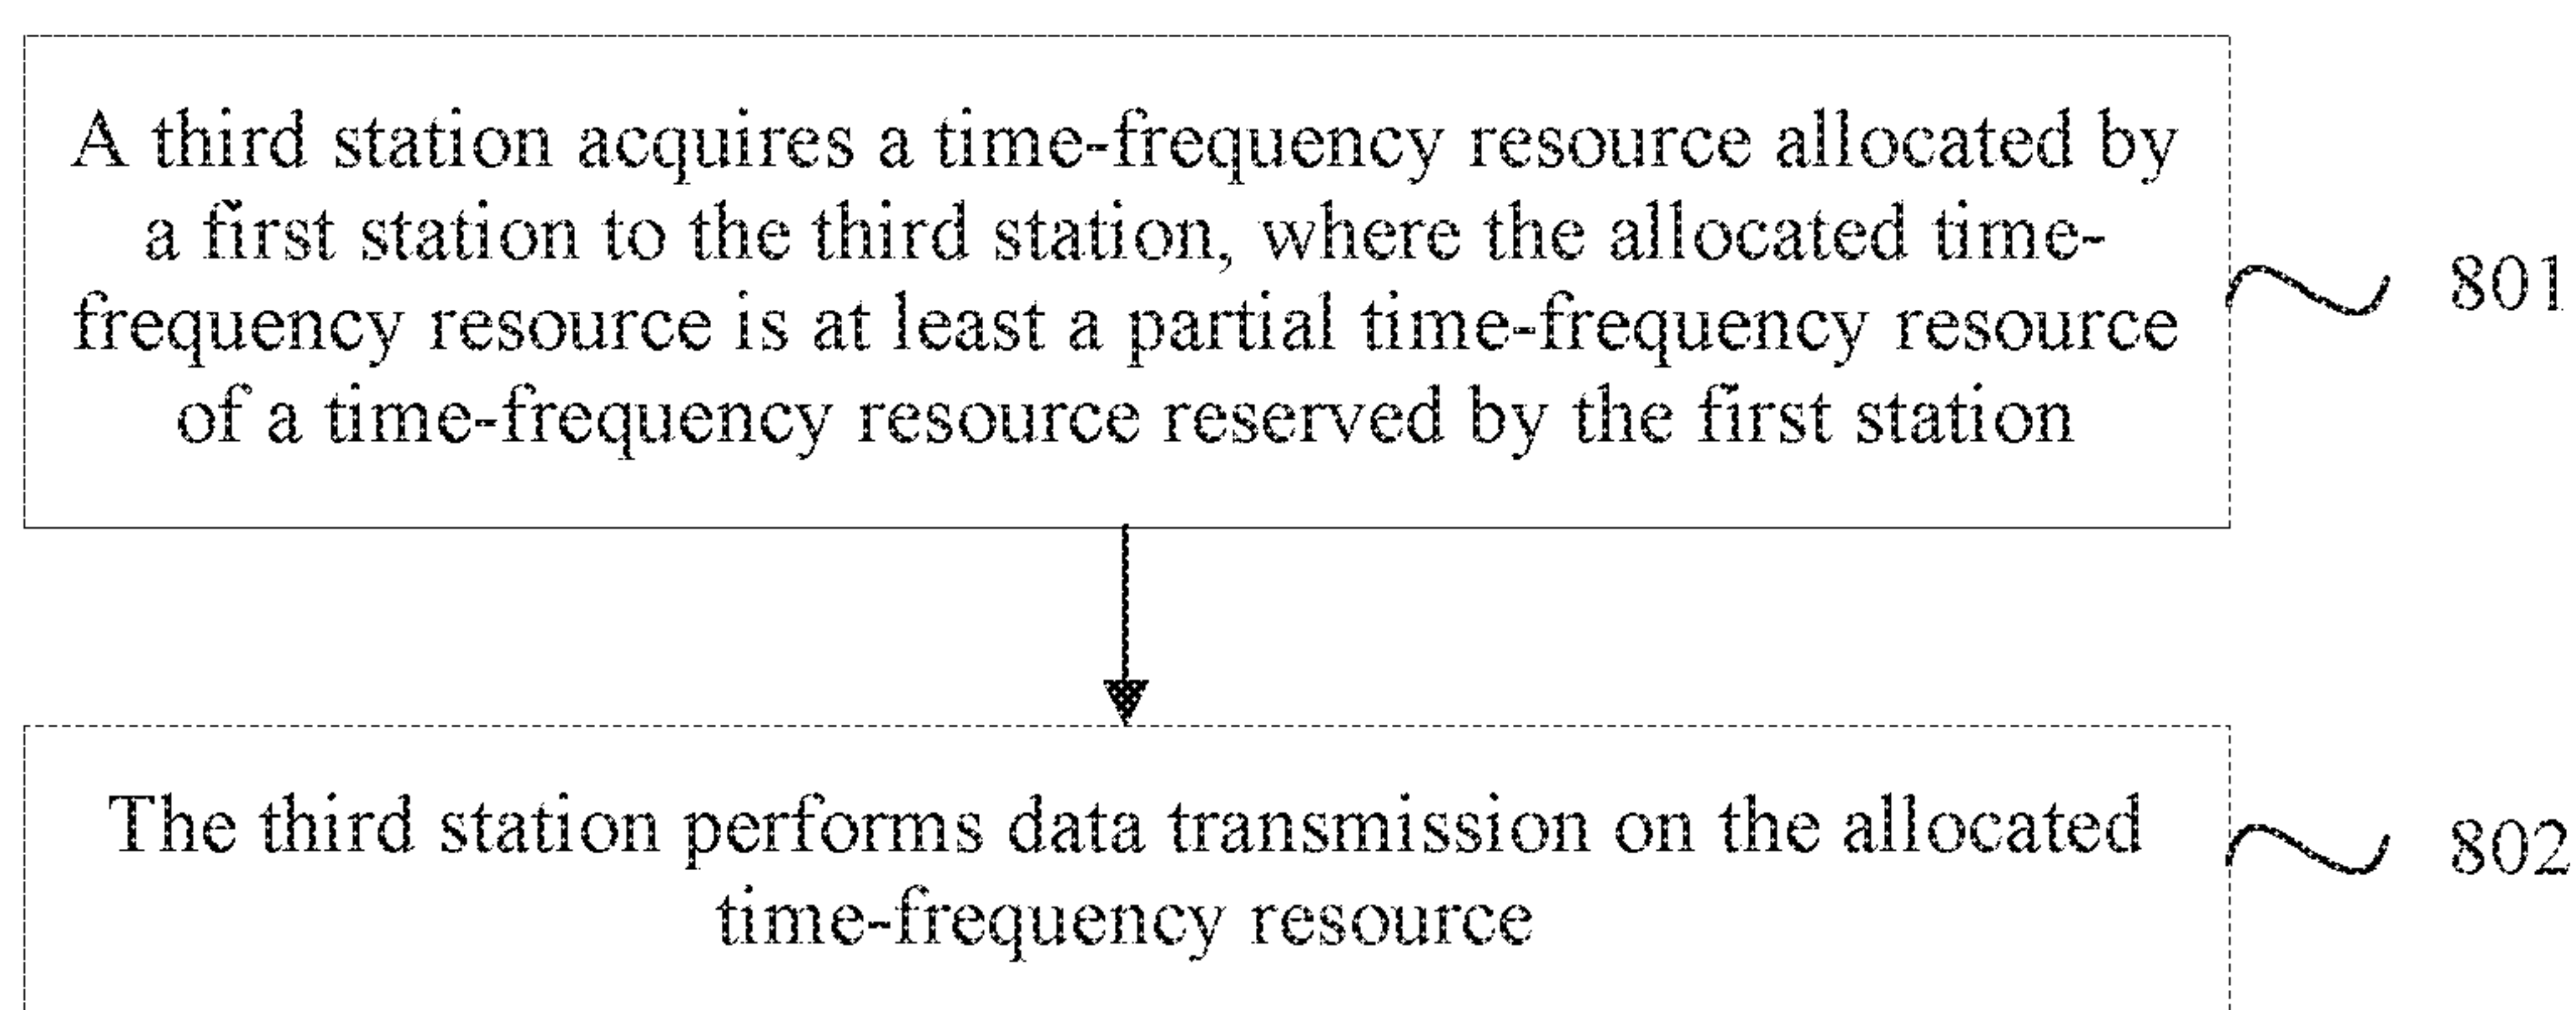 A third station acquires a time-frequency resource allocated by
a first station to the third station, where the allocated time-
frequency resource is at least a partial time-frequency resource
of a time-frequency resource reserved by the first station
801
The third station performs data transmission on the allocated
time-frequency resource
802